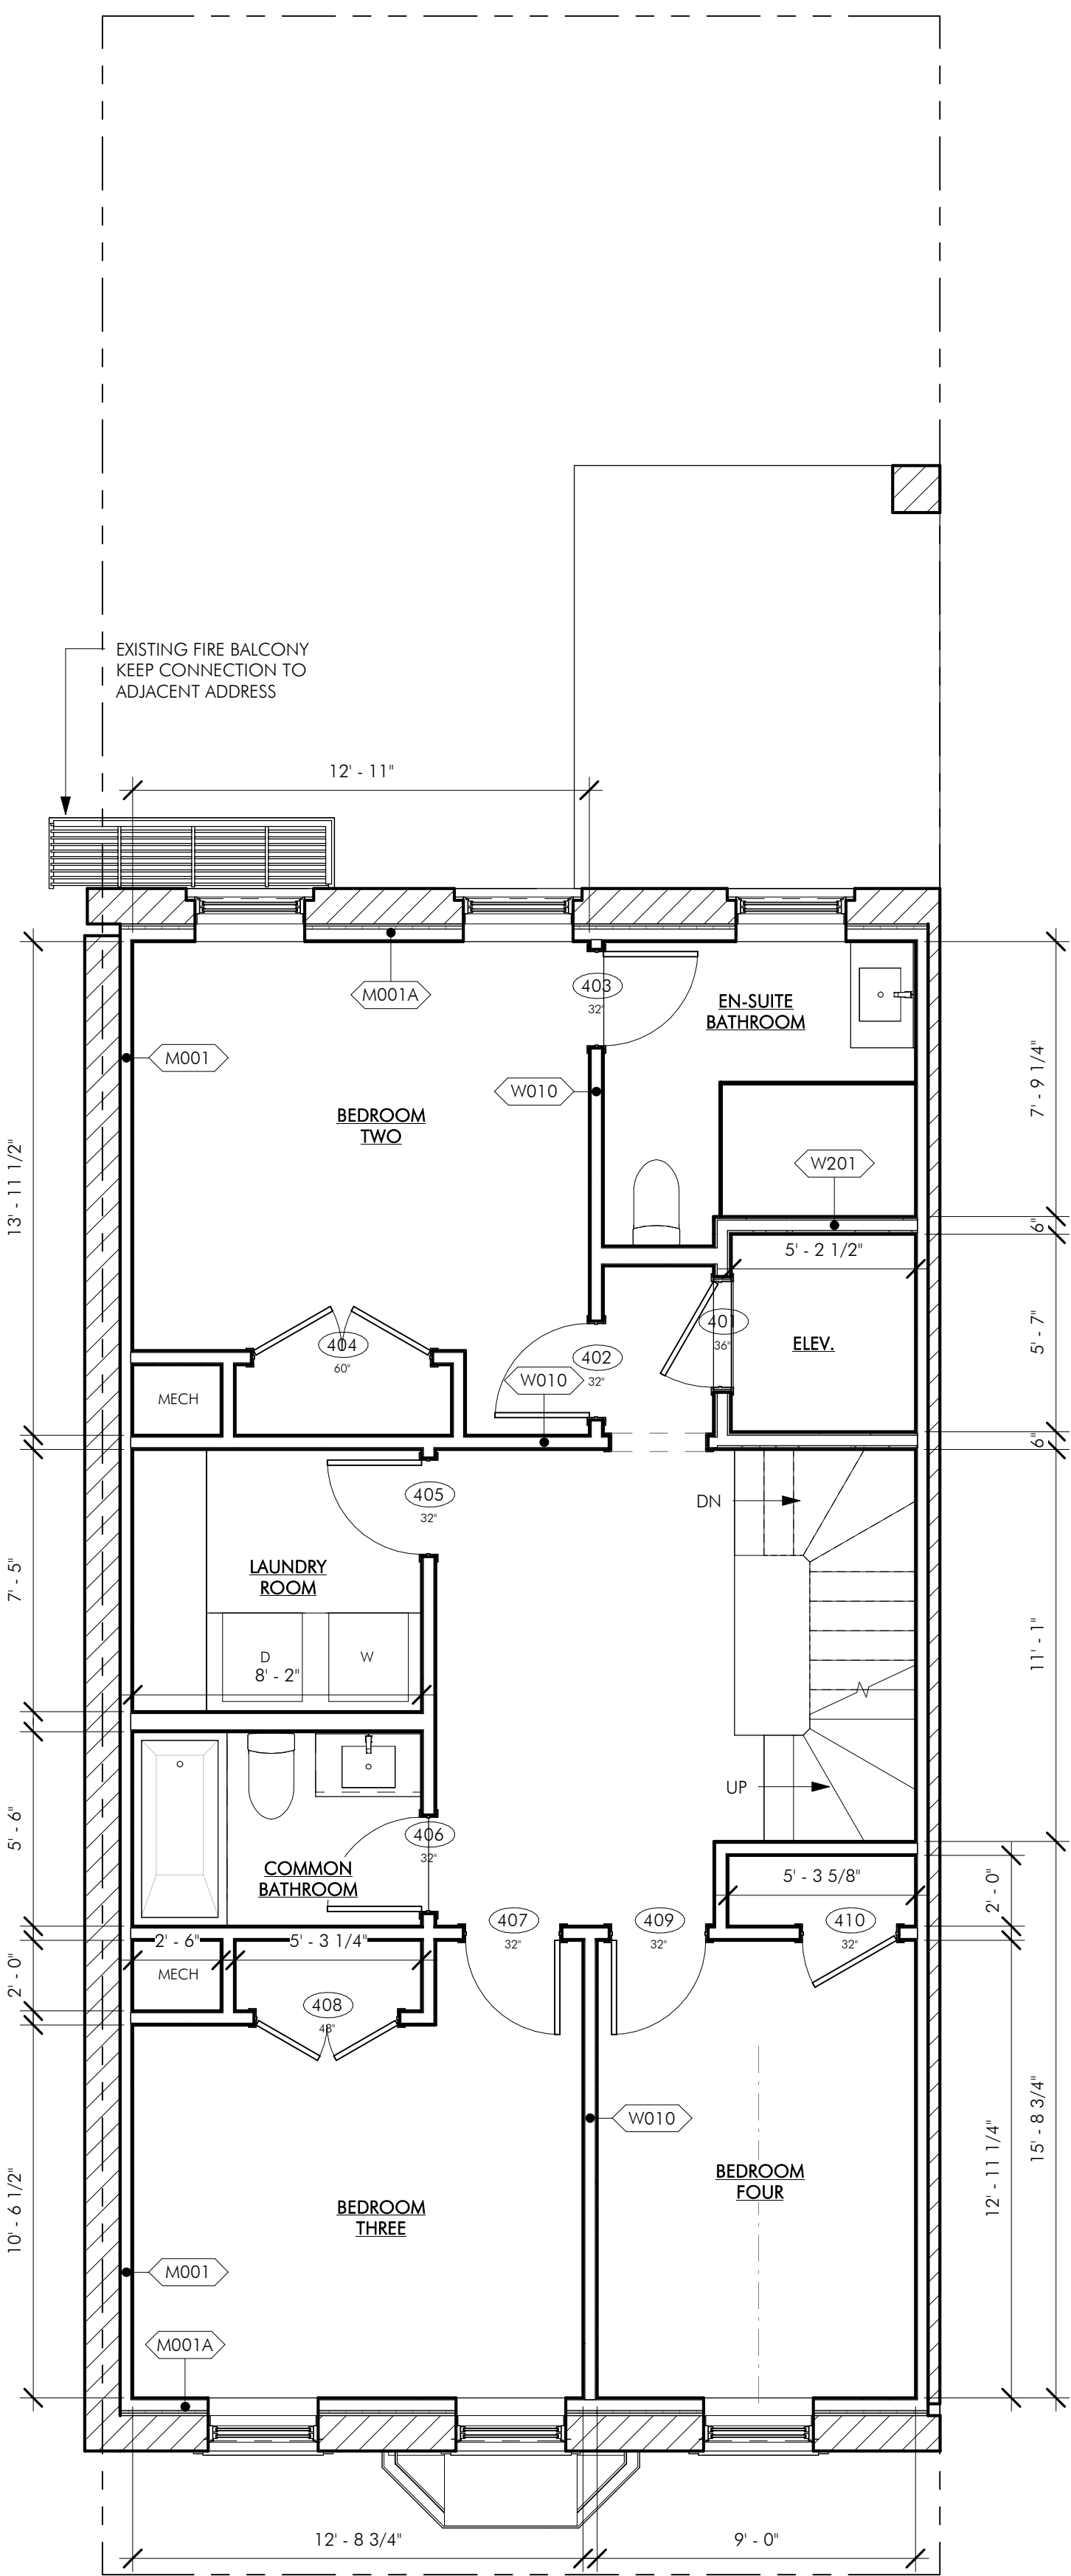 EXISTING FIRE BALCONY
KEEP CONNECTION TO
ADJACENT ADDRESS
12' - 11"
M001A
403
32"
EN-SUITE
BATHROOM
M001
W010
7' - 9 1/4"
BEDROOM
TWO
13' - 11 1/2"
W201
6"
5' - 2 1/2"
401
36"
ELEV.
5' - 7"
404
60"
402
32"
W010
MECH
6"
405
32"
DN
LAUNDRY
ROOM
7' - 5"
D
W
8' - 2"
11' - 1"
UP
406
32"
5' - 6"
COMMON
BATHROOM
5' - 3 5/8"
2' - 0"
407
32"
409
32"
410
32"
2' - 6"
5' - 3 1/4"
MECH
2' - 0"
408
48"
W010
15' - 8 3/4"
12' - 11 1/4"
BEDROOM
FOUR
BEDROOM
THREE
10' - 6 1/2"
M001
M001A
12' - 8 3/4"
9' - 0"